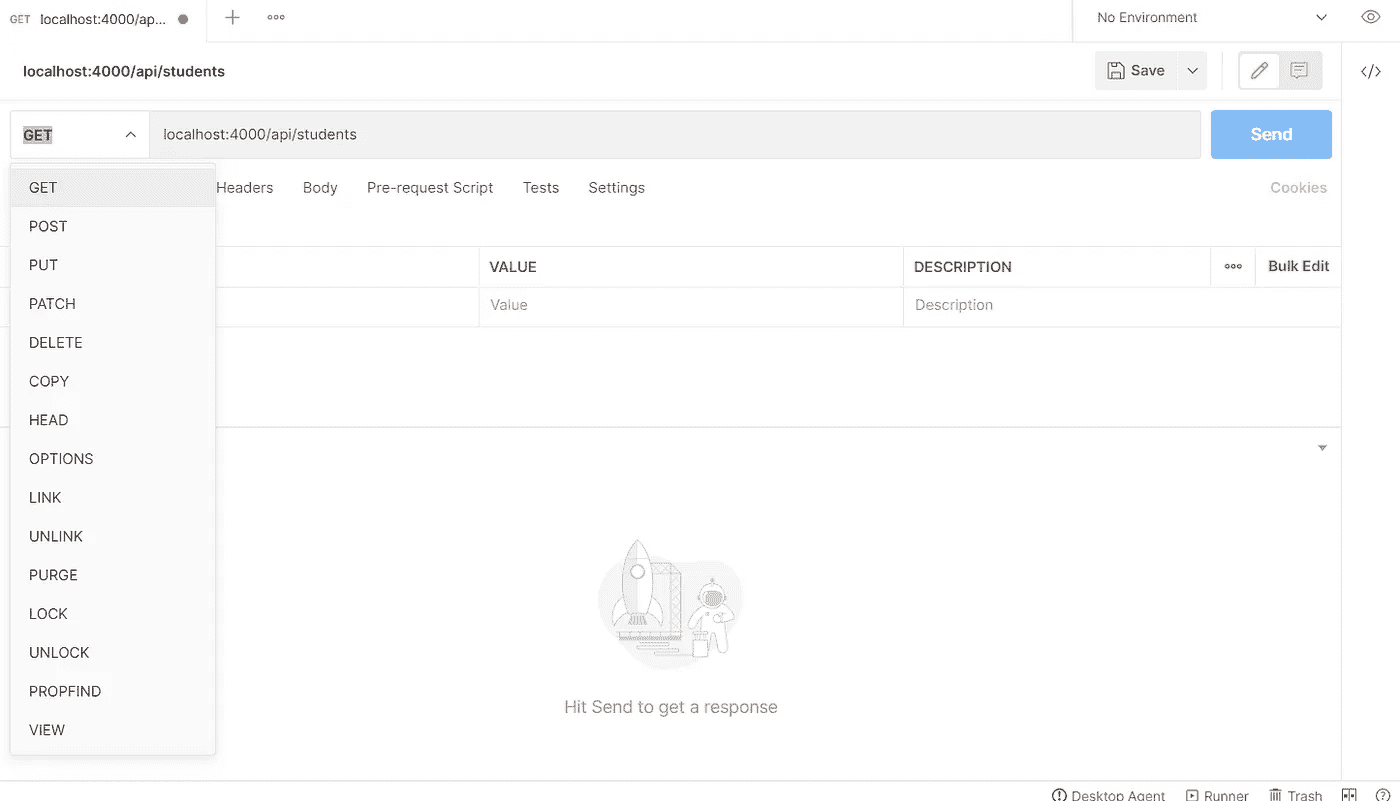 GET localhost:4000/ap... No Environment
localhost:4000/api/students Save
GET localhost:4000/api/students Send
GET Headers Body Pre-request Script Tests Settings Cookies
POST
PUT VALUE DESCRIPTION Bulk Edit
PATCH Value Description
DELETE
COPY
HEAD
OPTIONS
LINK
UNLINK
PURGE
LOCK
UNLOCK
PROPFIND
Hit Send to get a response
VIEW
Desktop Agent Runner Trash